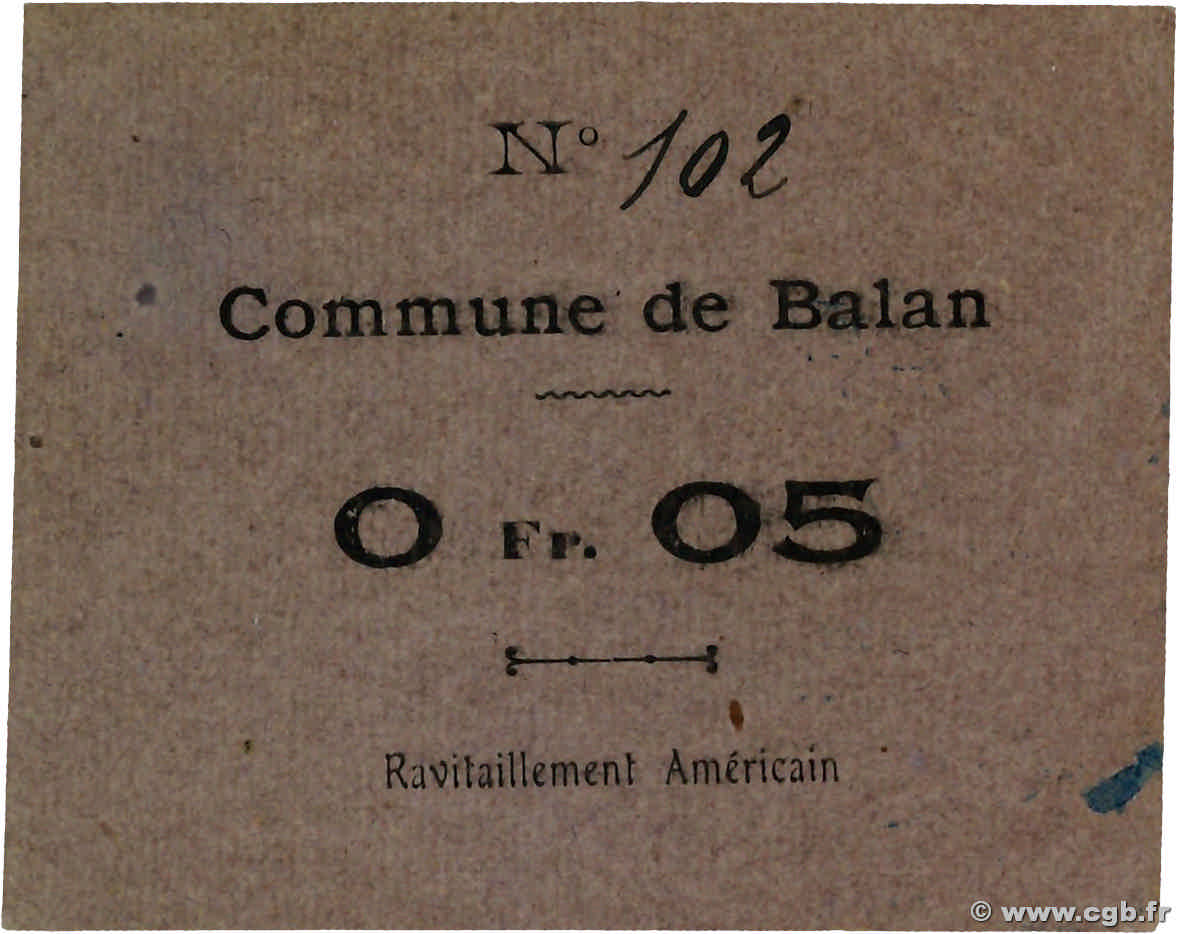 N° 102
Commune de Balan
0 Fr. 05
Ravitaillement Américain
© www.cgb.fr